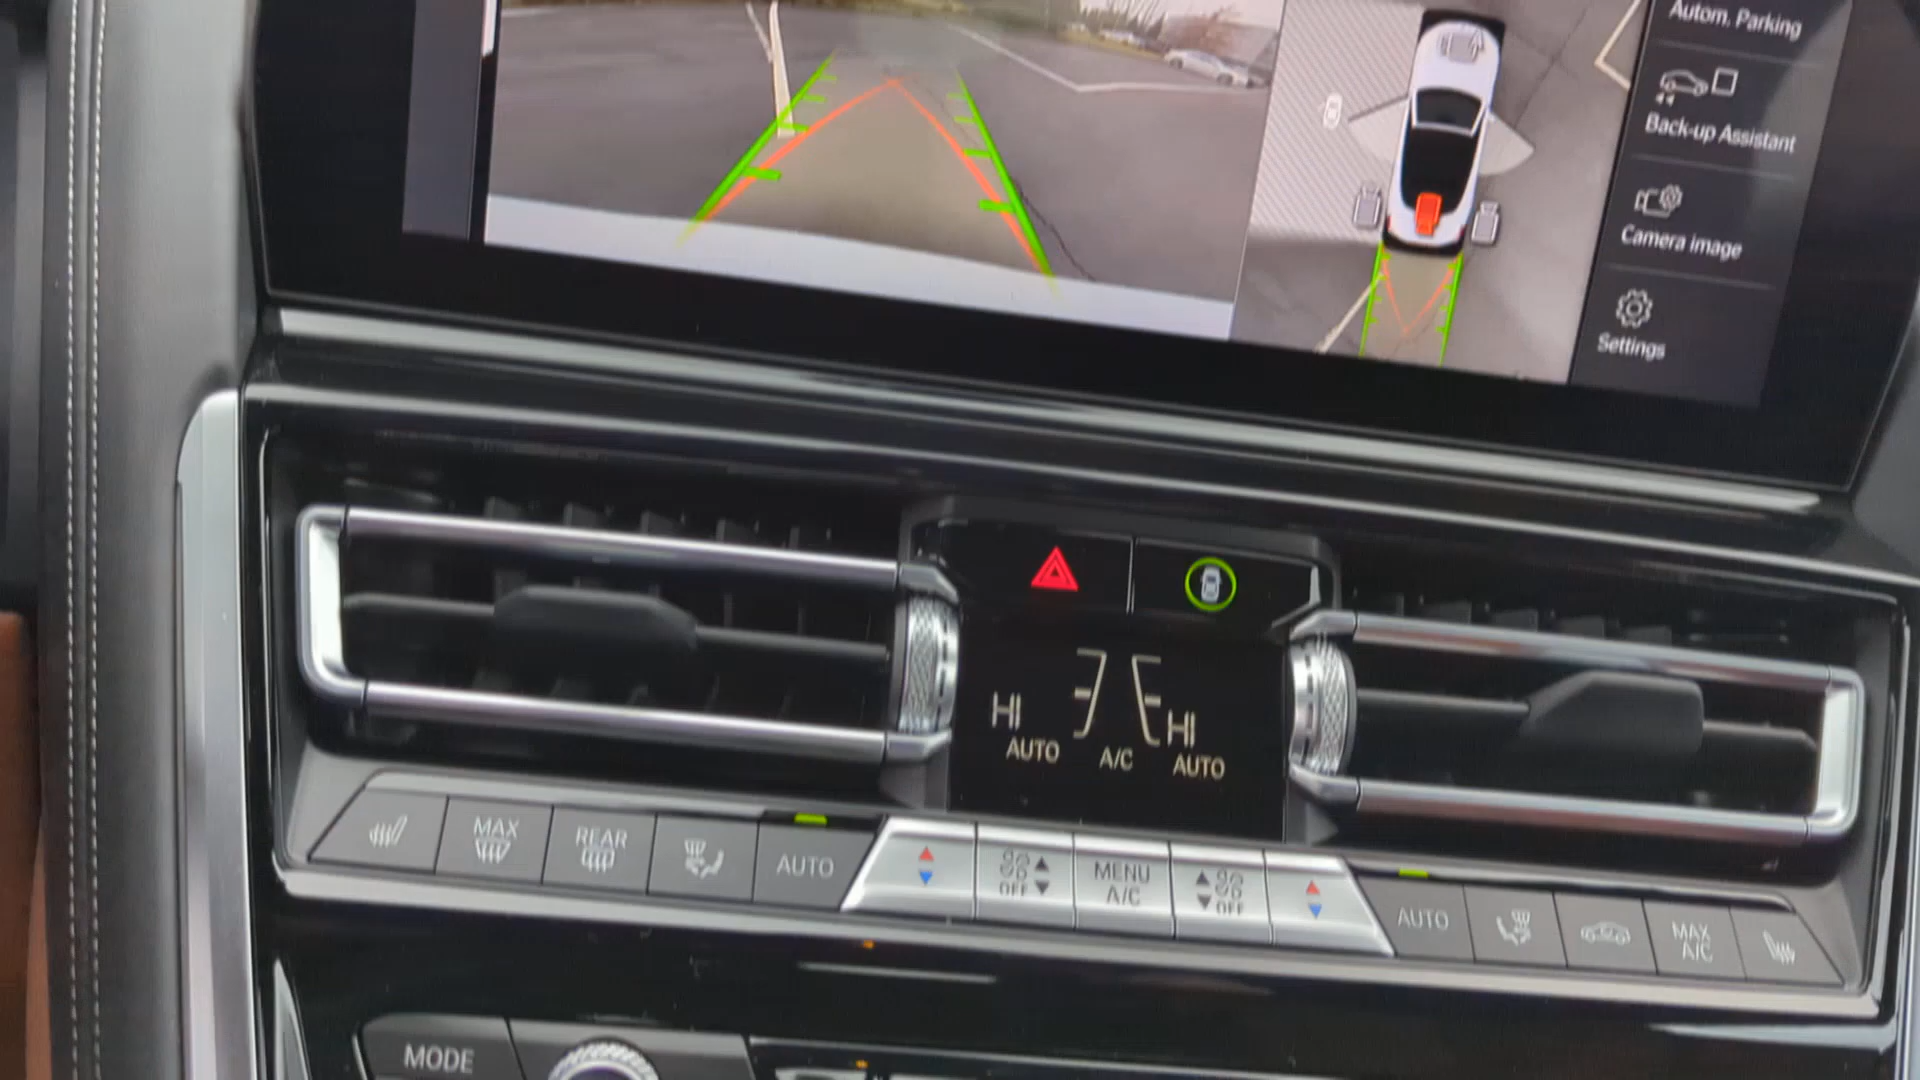 Autom. Parking
Back-up Assistant
Camera image
Settings
HI
HI
AUTO
A/C
AUTO
MAX
REAR
AUTO
OFF
MENU
A/C
OFF
AUTO
MAX
A/C
MODE